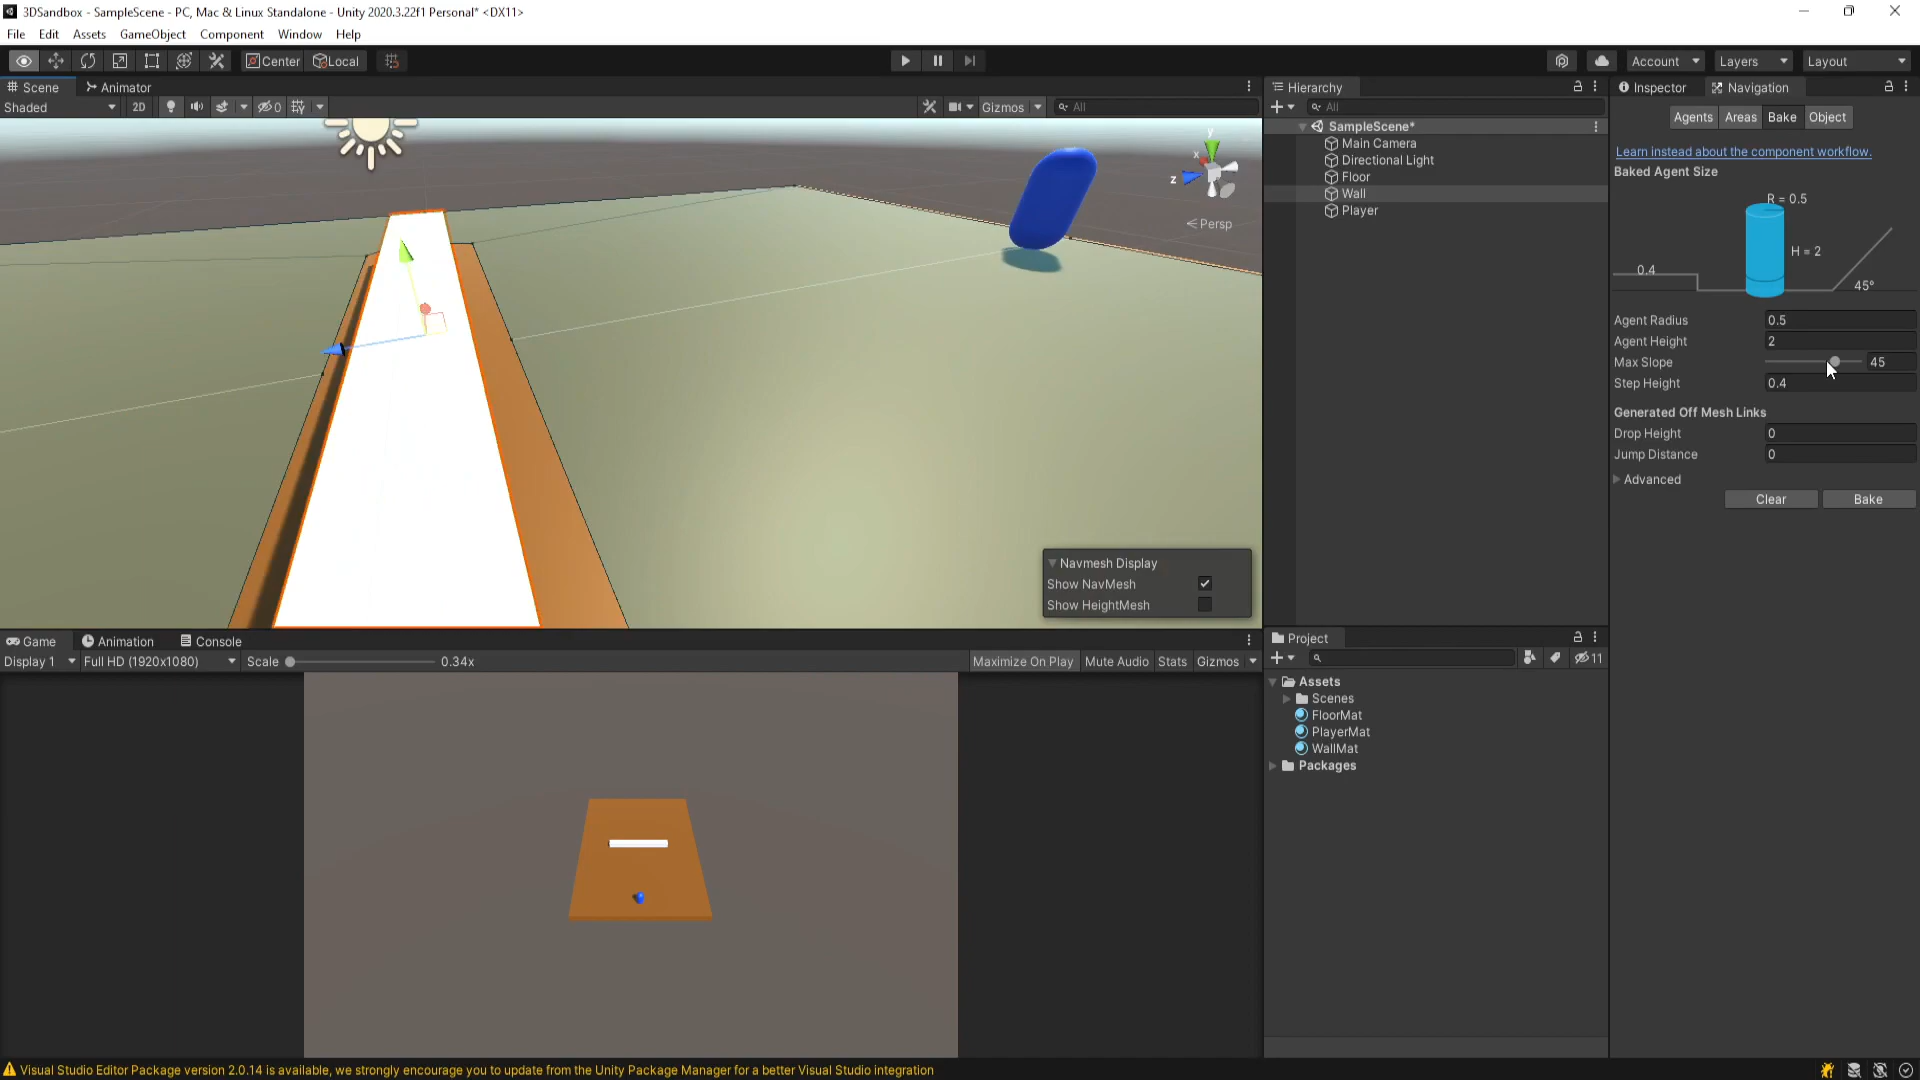 3DSandbox - SampleScene - PC, Mac & Linux Standalone - Unity 2020.3.22f1 Personal* <DX11>
File Edit Assets GameObject Component Window Help
Center Local Account Layers Layout
Scene Animator
Shaded 2D 0 Gizmos All
y
x
z
Persp
Navmesh Display
Show NavMesh
Show HeightMesh
Game Animation Console
Display 1 Full HD (1920x1080) Scale 0.34x Maximize On Play Mute Audio Stats Gizmos
Hierarchy
All
SampleScene*
Main Camera
Directional Light
Floor
Wall
Player
Project
11
Assets
Scenes
FloorMat
PlayerMat
WallMat
Packages
Inspector Navigation
Agents Areas Bake Object
Learn instead about the component workflow.
Baked Agent Size
R = 0.5
H = 2
0.4
45°
Agent Radius 0.5
Agent Height 2
Max Slope 45
Step Height 0.4
Generated Off Mesh Links
Drop Height 0
Jump Distance 0
Advanced
Clear Bake
Visual Studio Editor Package version 2.0.14 is available, we strongly encourage you to update from the Unity Package Manager for a better Visual Studio integration